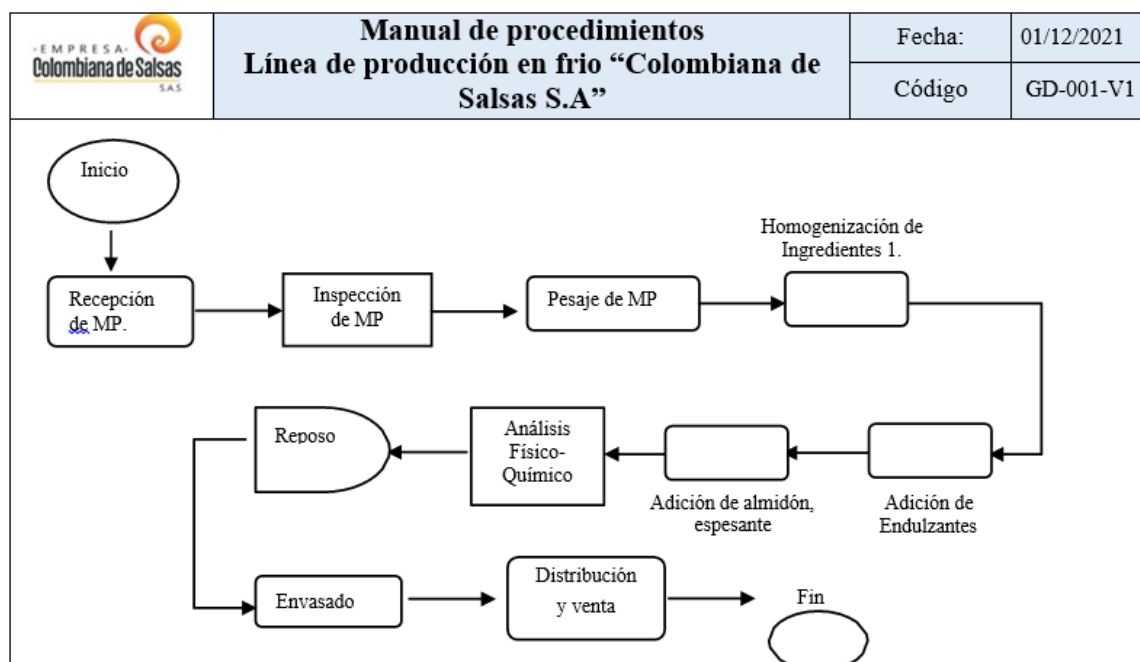 ·EMPRESA·
Colombiana de Salsas
SAS
Manual de procedimientos
Línea de producción en frio “Colombiana de
Salsas S.A”
Fecha:
01/12/2021
Código
GD-001-V1
Inicio
Recepción
de MP.
Inspección
de MP
Pesaje de MP
Homogenización de
Ingredientes 1.
Reposo
Análisis
Físico-
Químico
Adición de almidón,
espesante
Adición de
Endulzantes
Envasado
Distribución
y venta
Fin